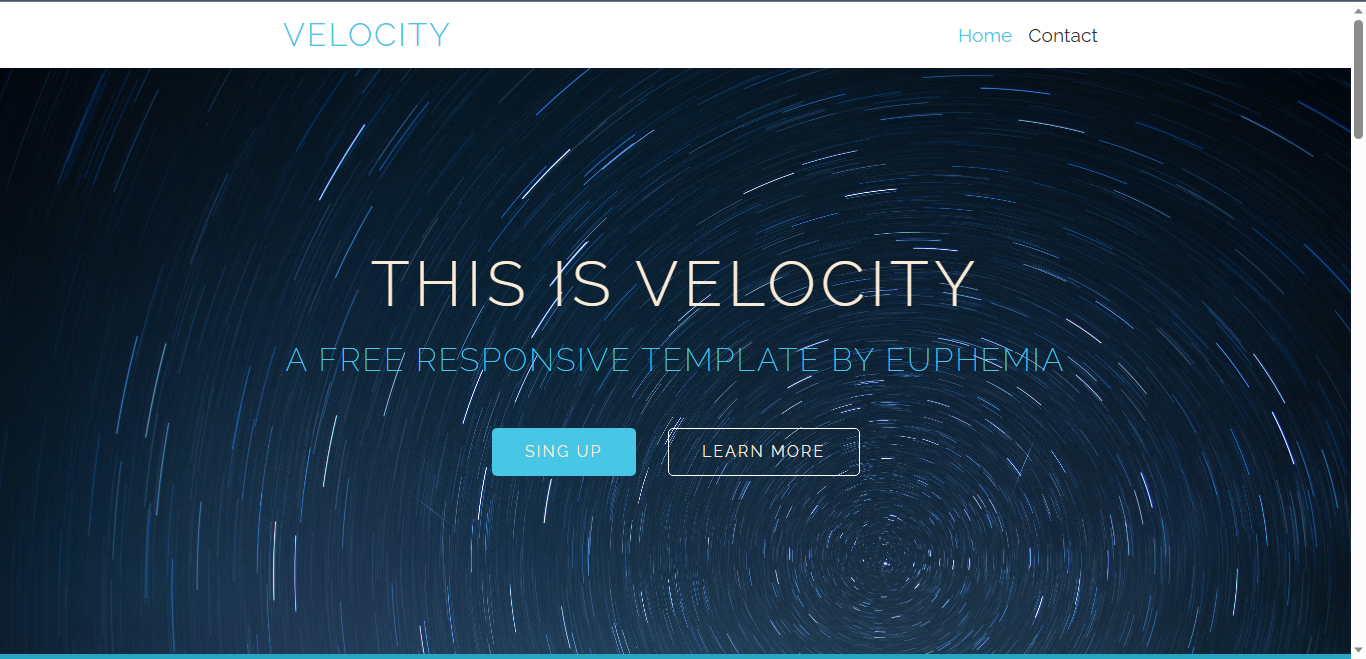 VELOCITY
Home Contact
THIS IS VELOCITY
A FREE RESPONSIVE TEMPLATE BY EUPHEMIA
SING UP LEARN MORE